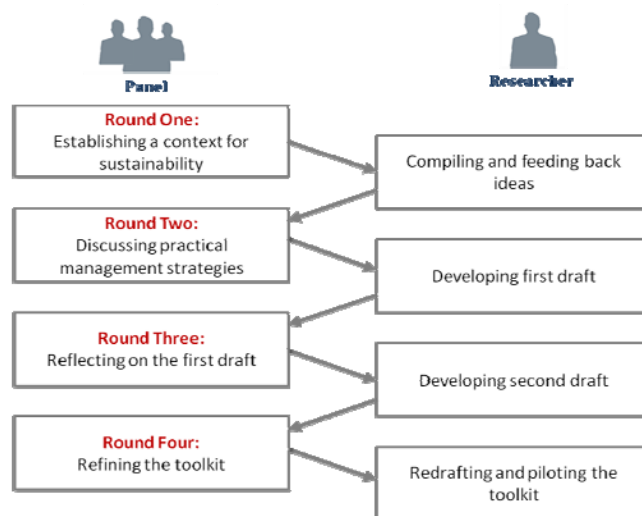 Panel
Researcher
Round One:
Establishing a context for
sustainability
Compiling and feeding back
ideas
Round Two:
Discussing practical
management strategies
Developing first draft
Round Three:
Reflecting on the first draft
Developing second draft
Round Four:
Refining the toolkit
Redrafting and piloting the
toolkit